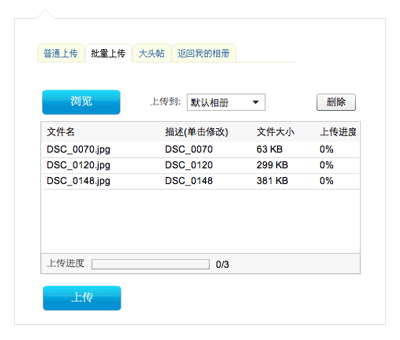 普通上传 批量上传 大头帖 返回我的相册
浏览 上传到: 默认相册 删除
文件名 描述(单击修改) 文件大小 上传进度
DSC_0070.jpg DSC_0070 63 KB 0%
DSC_0120.jpg DSC_0120 299 KB 0%
DSC_0148.jpg DSC_0148 381 KB 0%
上传进度 0/3
上传